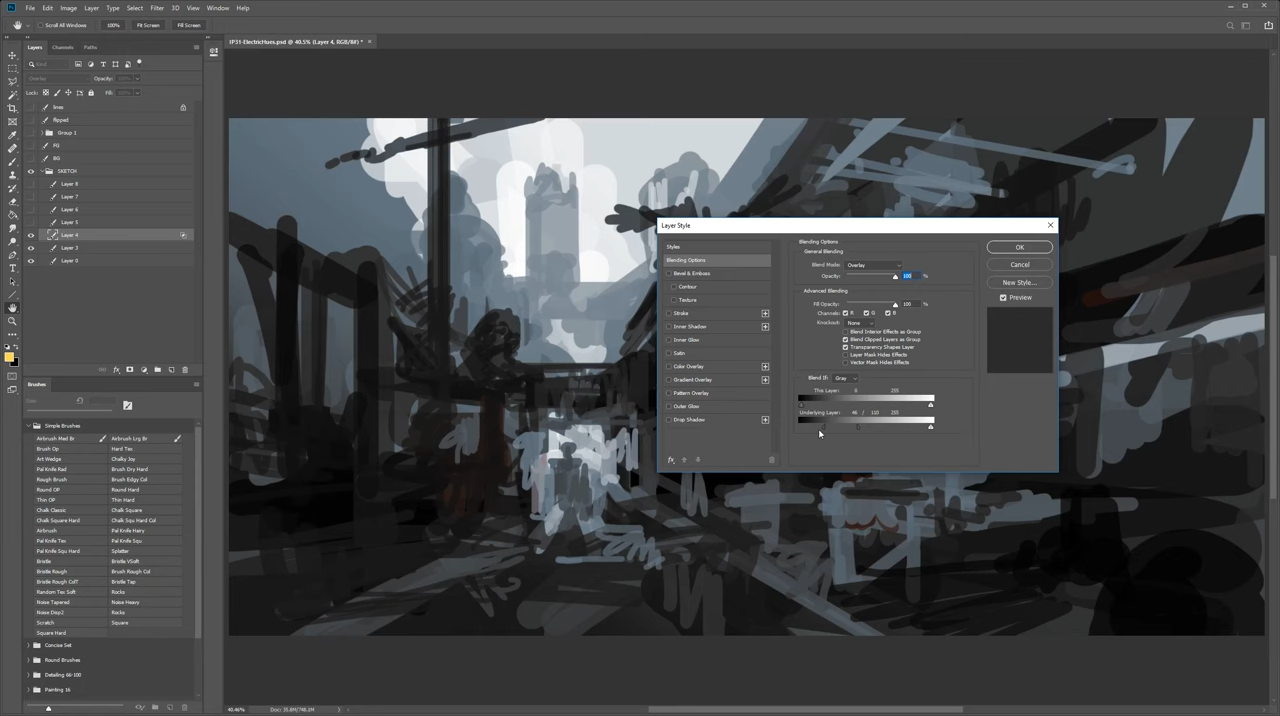 File Edit Image Layer Type Select Filter 3D View Window Help
Scroll All Windows 100% Fit Screen Fill Screen
Layers Channels Paths
IP31-ElectricHues.psd @ 40.5% (Layer 4, RGB/8#) *
Kind
Overlay Opacity: 100%
Lock: Fill: 100%
lines
flipped
Group 1
FG
BG
SKETCH
Layer 8
Layer 7
Layer 6
Layer 5
Layer 4
Layer 3
Layer 0
Brushes
Size:
Simple Brushes
Airbrush Med Br Airbrush Lrg Br
Brush Op Hard Tex
Art Wedge Chalky Joy
Pal Knife Rad Brush Dry Hard
Rough Brush Brush Edgy Col
Round OP Round Hard
Thin OP Thin Hard
Chalk Classic Chalk Square
Chalk Square Hard Chalk Squ Hard Col
Airbrush Pal Knife Hairy
Pal Knife Tex Pal Knife Squ
Pal Knife Squ Hard Splatter
Bristle Bristle VSoft
Bristle Rough Brush Rough Col
Bristle Rough ColT Bristle Tap
Random Tex Soft Rocks
Noise Tapered Noise Heavy
Noise Disp2 Rocks
Scratch Square
Square Hard
Concise Set
Round Brushes
Detailing 66-100
Painting 16
Layer Style
Styles
Blending Options
Bevel & Emboss
Contour
Texture
Stroke
Inner Shadow
Inner Glow
Satin
Color Overlay
Gradient Overlay
Pattern Overlay
Outer Glow
Drop Shadow
fx
Blending Options
General Blending
Blend Mode: Overlay
Opacity: 100 %
Advanced Blending
Fill Opacity: 100 %
Channels: R G B
Knockout: None
Blend Interior Effects as Group
Blend Clipped Layers as Group
Transparency Shapes Layer
Layer Mask Hides Effects
Vector Mask Hides Effects
Blend If: Gray
This Layer: 0 255
Underlying Layer: 46 / 110 255
OK
Cancel
New Style...
Preview
40.46% Doc: 35.8M/748.1M